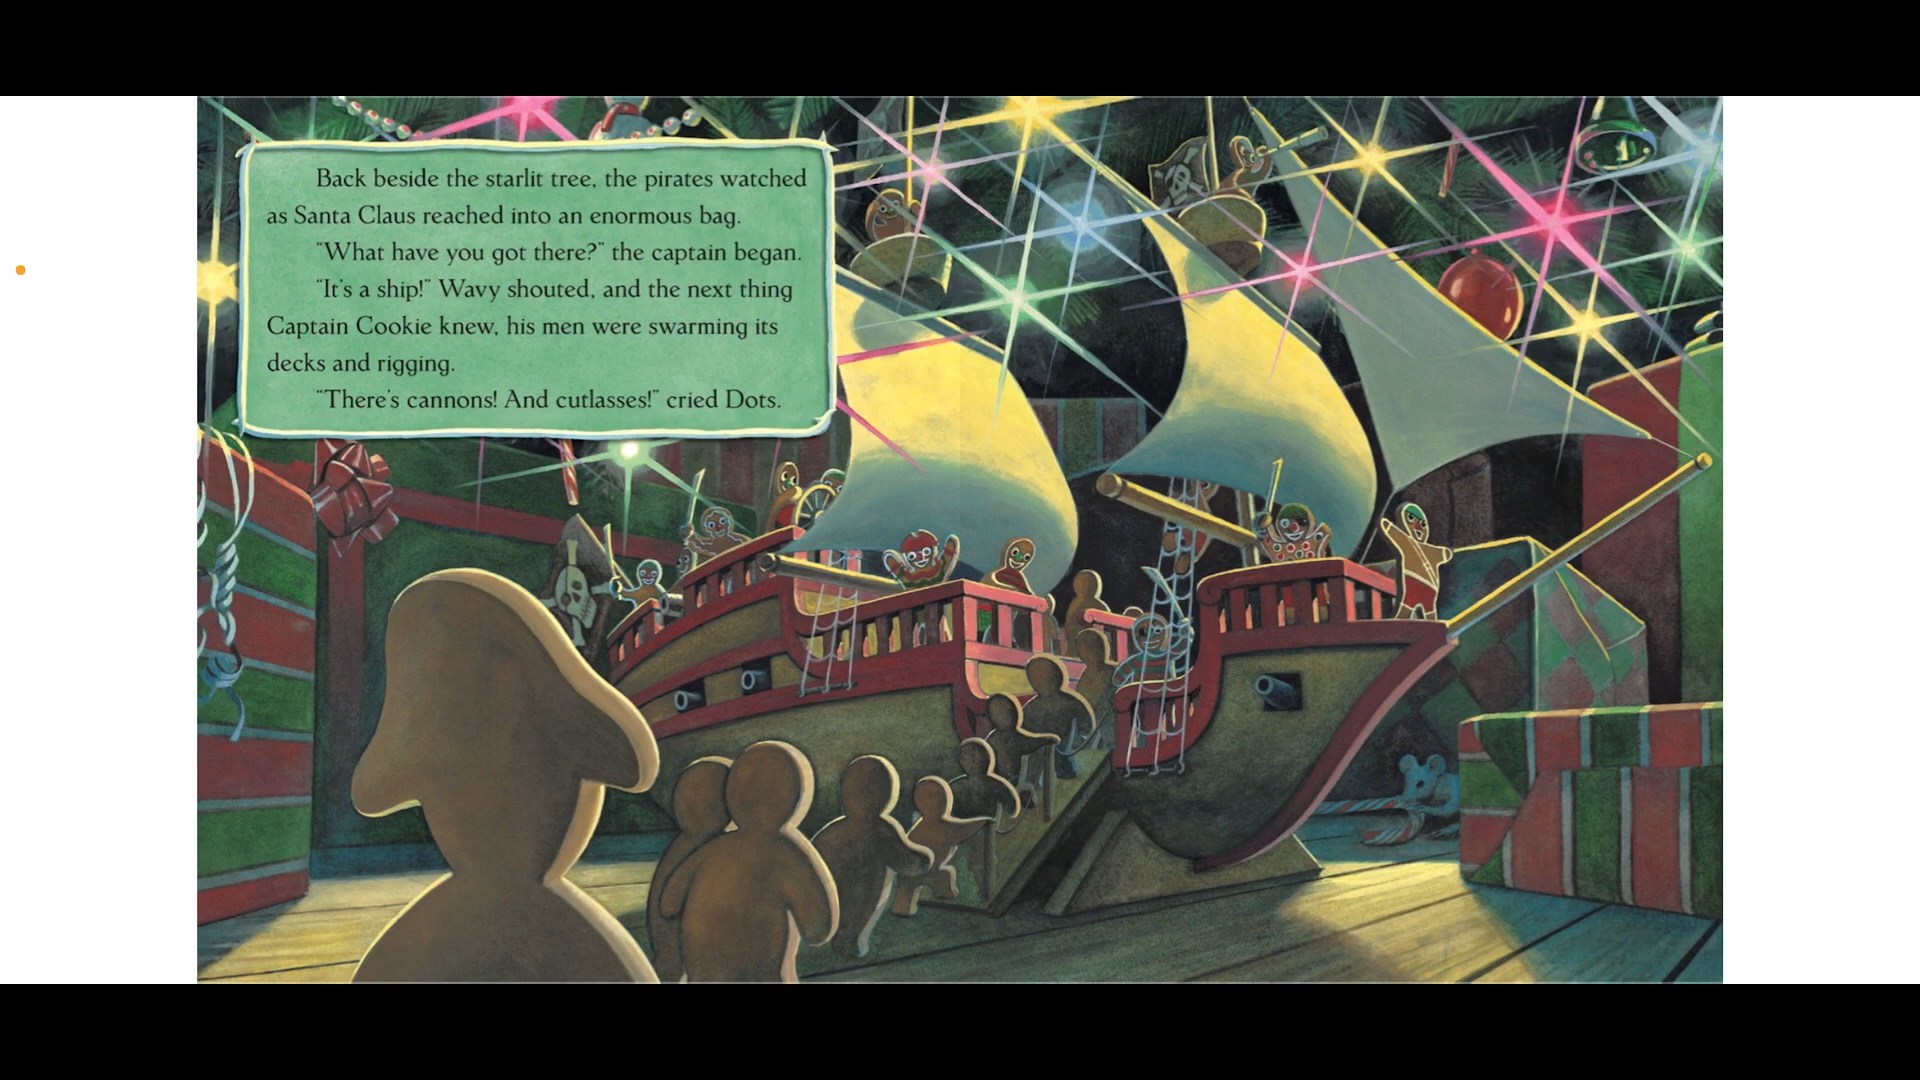 Back beside the starlit tree, the pirates watched
as Santa Claus reached into an enormous bag.
“What have you got there?” the captain began.
“It’s a ship!” Wavy shouted, and the next thing
Captain Cookie knew, his men were swarming its
decks and rigging.
“There’s cannons! And cutlasses!” cried Dots.